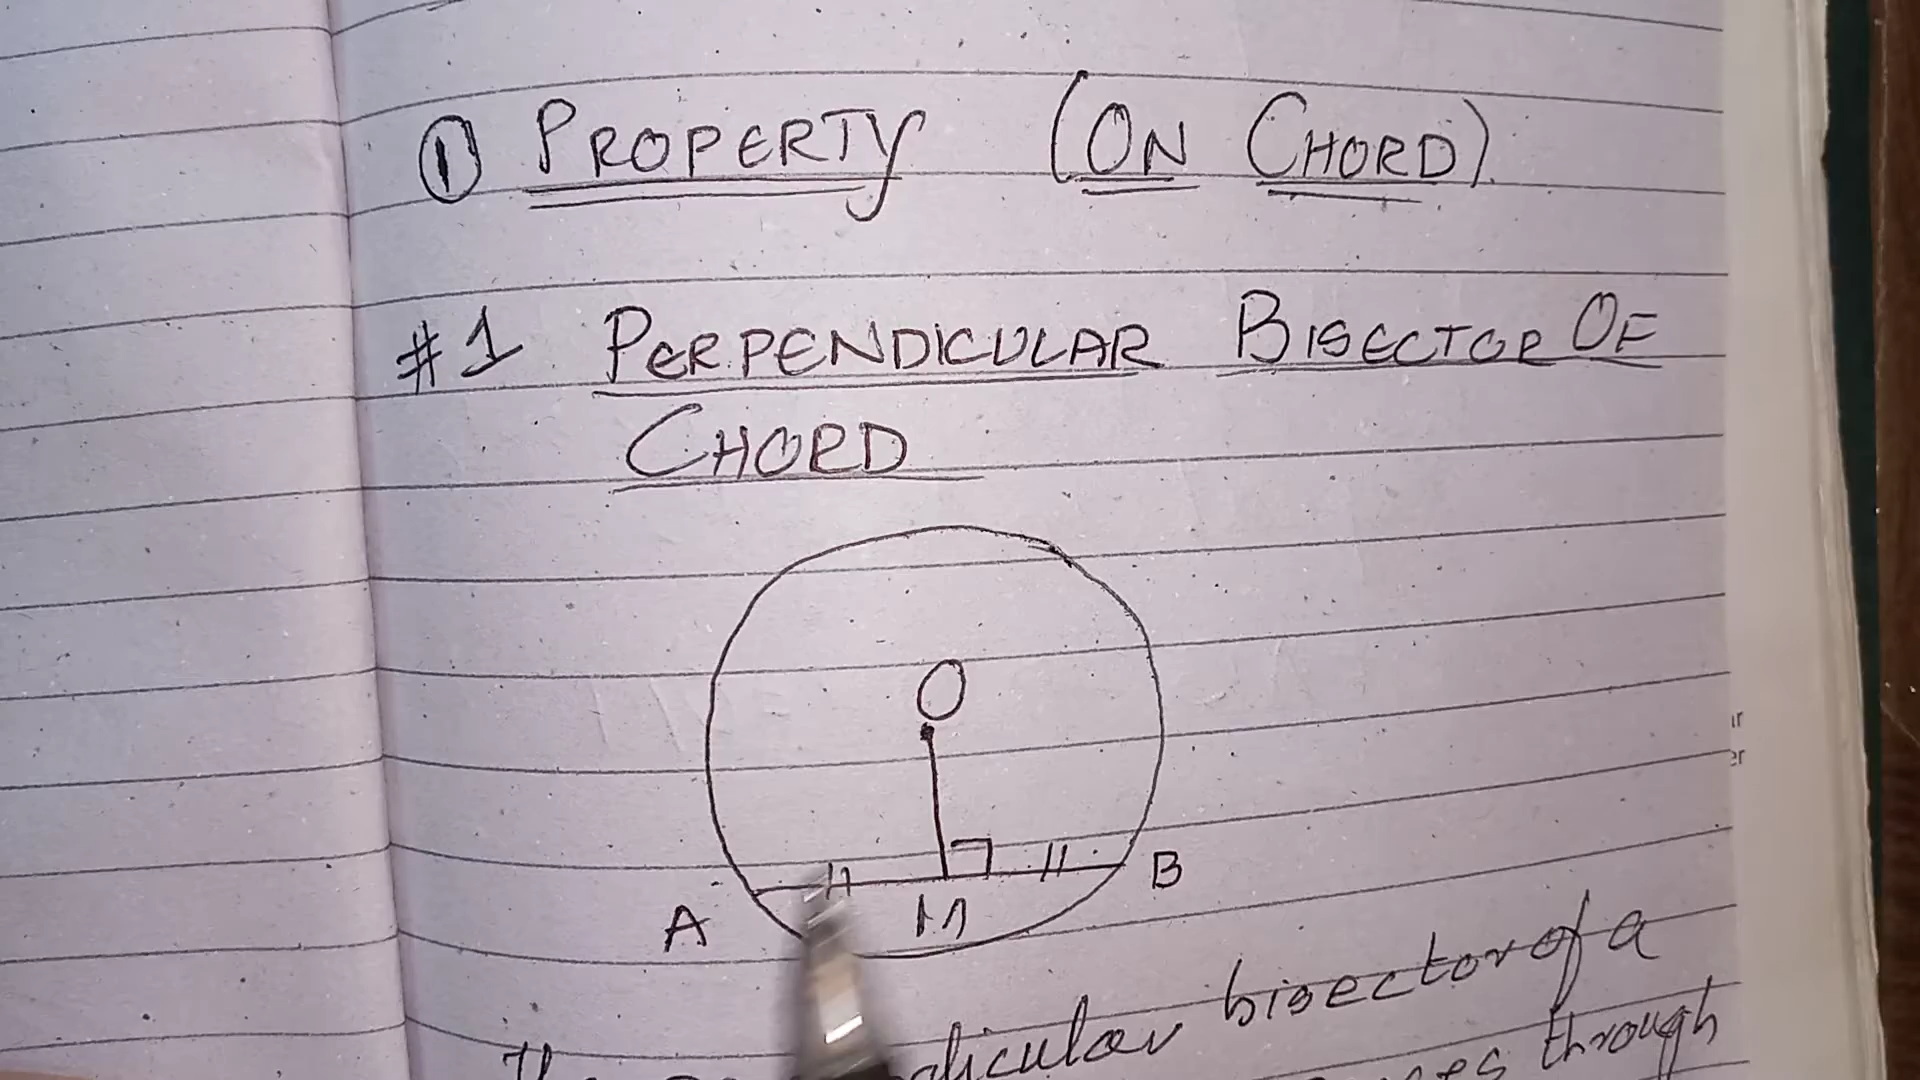 ① PROPERTY (ON CHORD).
#1 PERPENDICULAR BISECTOR OF
CHORD
O
A
B
M
bisector of a
through